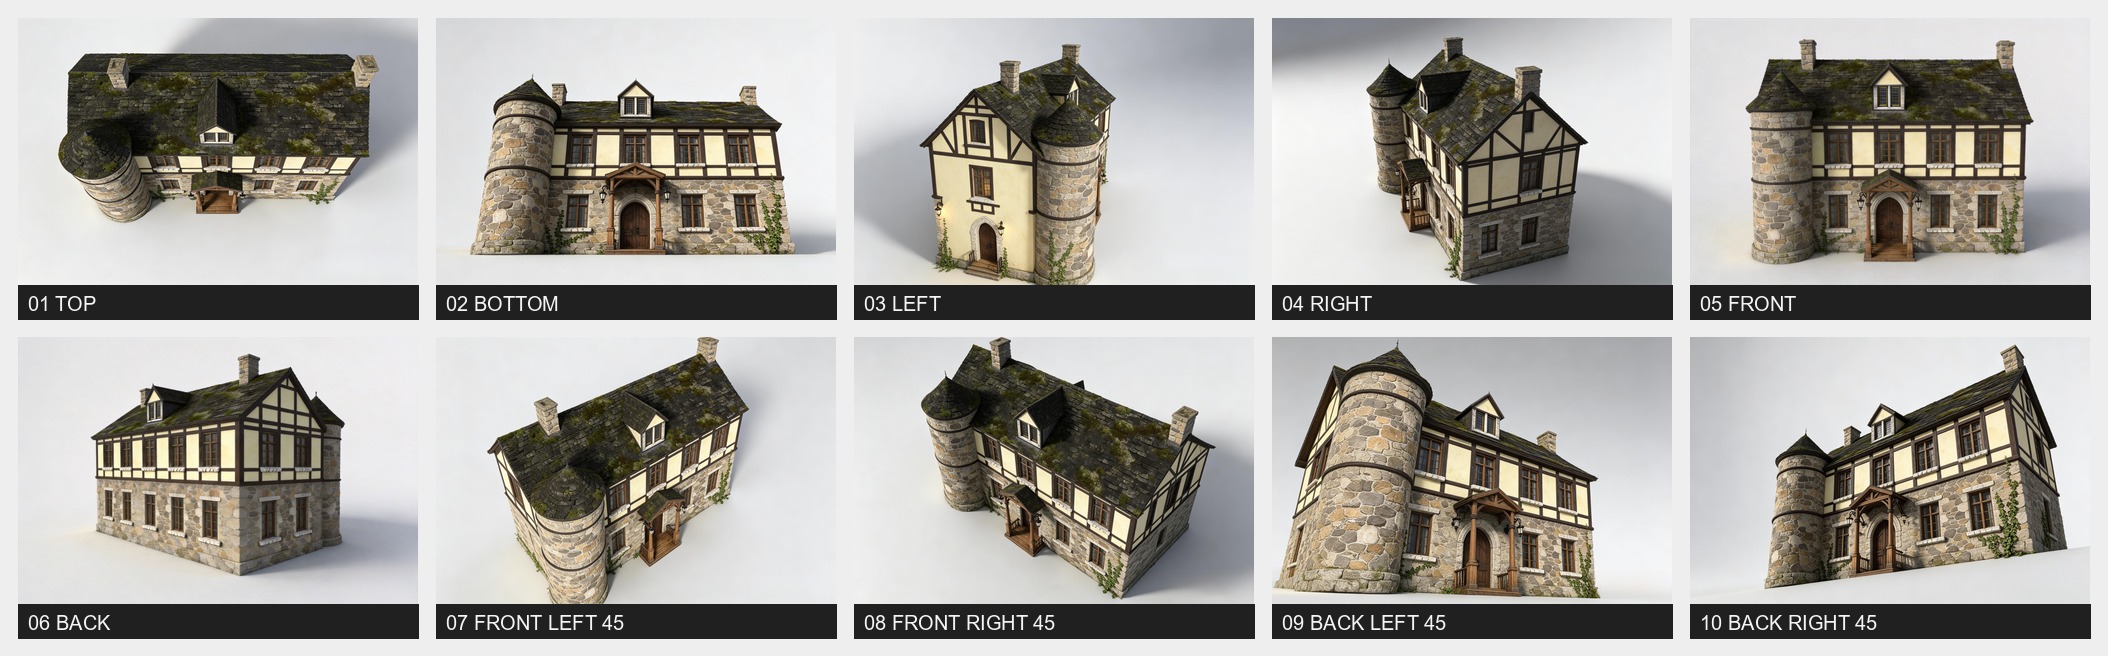 01 TOP
02 BOTTOM
03 LEFT
04 RIGHT
05 FRONT
06 BACK
07 FRONT LEFT 45
08 FRONT RIGHT 45
09 BACK LEFT 45
10 BACK RIGHT 45